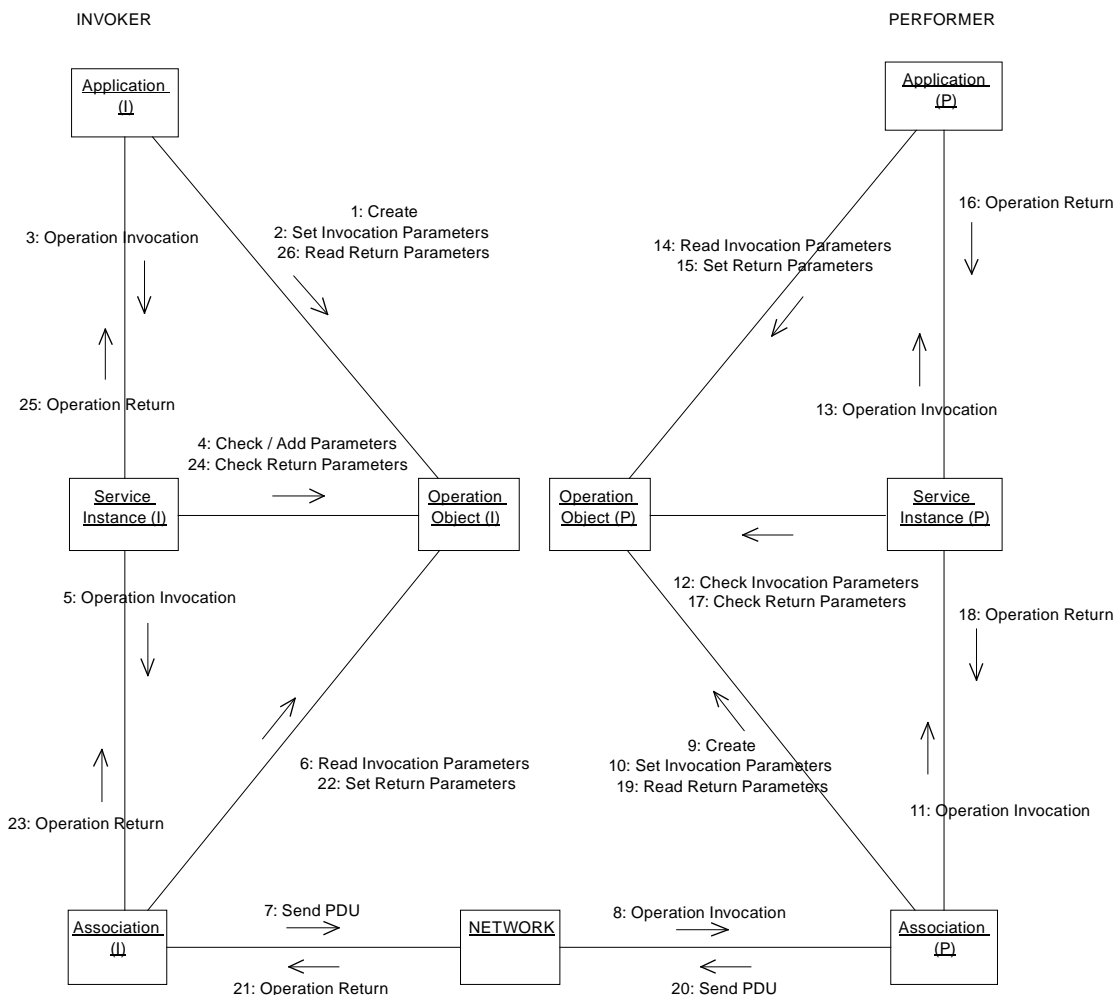 INVOKER
PERFORMER
Application
(I)
Application
(P)
1: Create
2: Set Invocation Parameters
26: Read Return Parameters
3: Operation Invocation
14: Read Invocation Parameters
15: Set Return Parameters
16: Operation Return
25: Operation Return
13: Operation Invocation
4: Check / Add Parameters
24: Check Return Parameters
Service
Instance (I)
Operation
Object (I)
Operation
Object (P)
Service
Instance (P)
5: Operation Invocation
12: Check Invocation Parameters
17: Check Return Parameters
18: Operation Return
6: Read Invocation Parameters
22: Set Return Parameters
9: Create
10: Set Invocation Parameters
19: Read Return Parameters
23: Operation Return
11: Operation Invocation
Association
(I)
7: Send PDU
NETWORK
8: Operation Invocation
Association
(P)
21: Operation Return
20: Send PDU